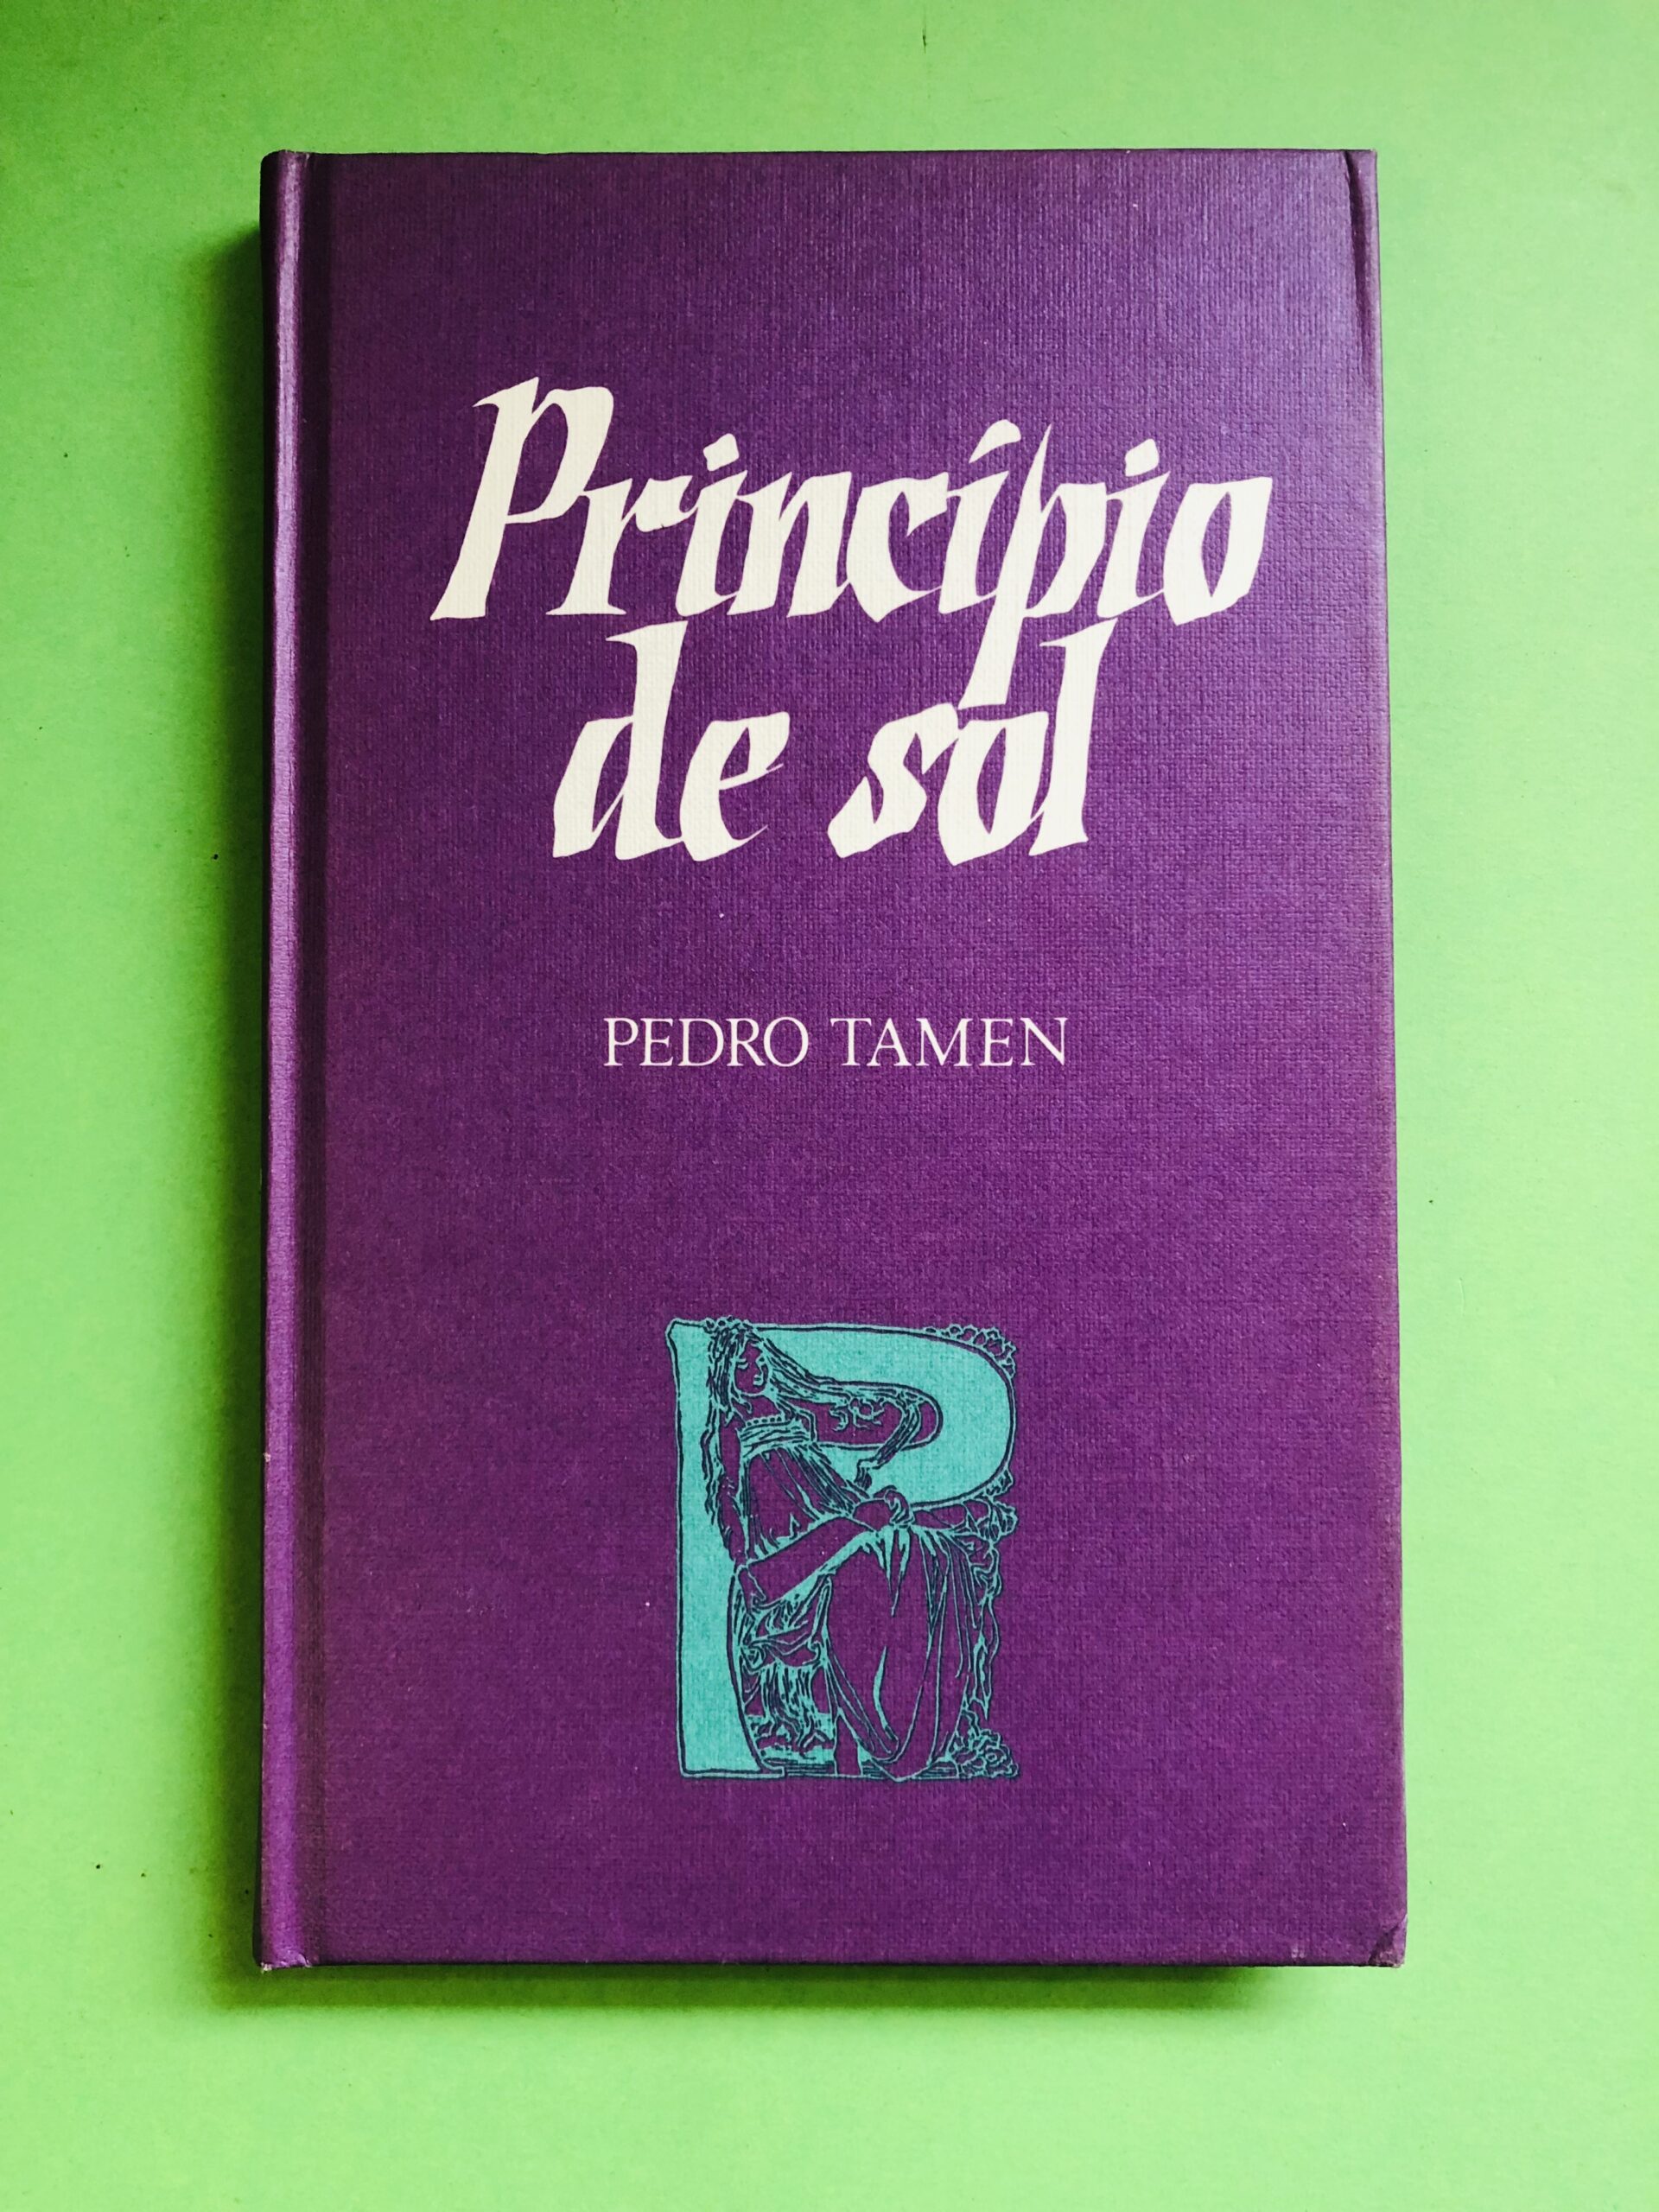 Princípio
de sol
PEDRO TAMEN
P